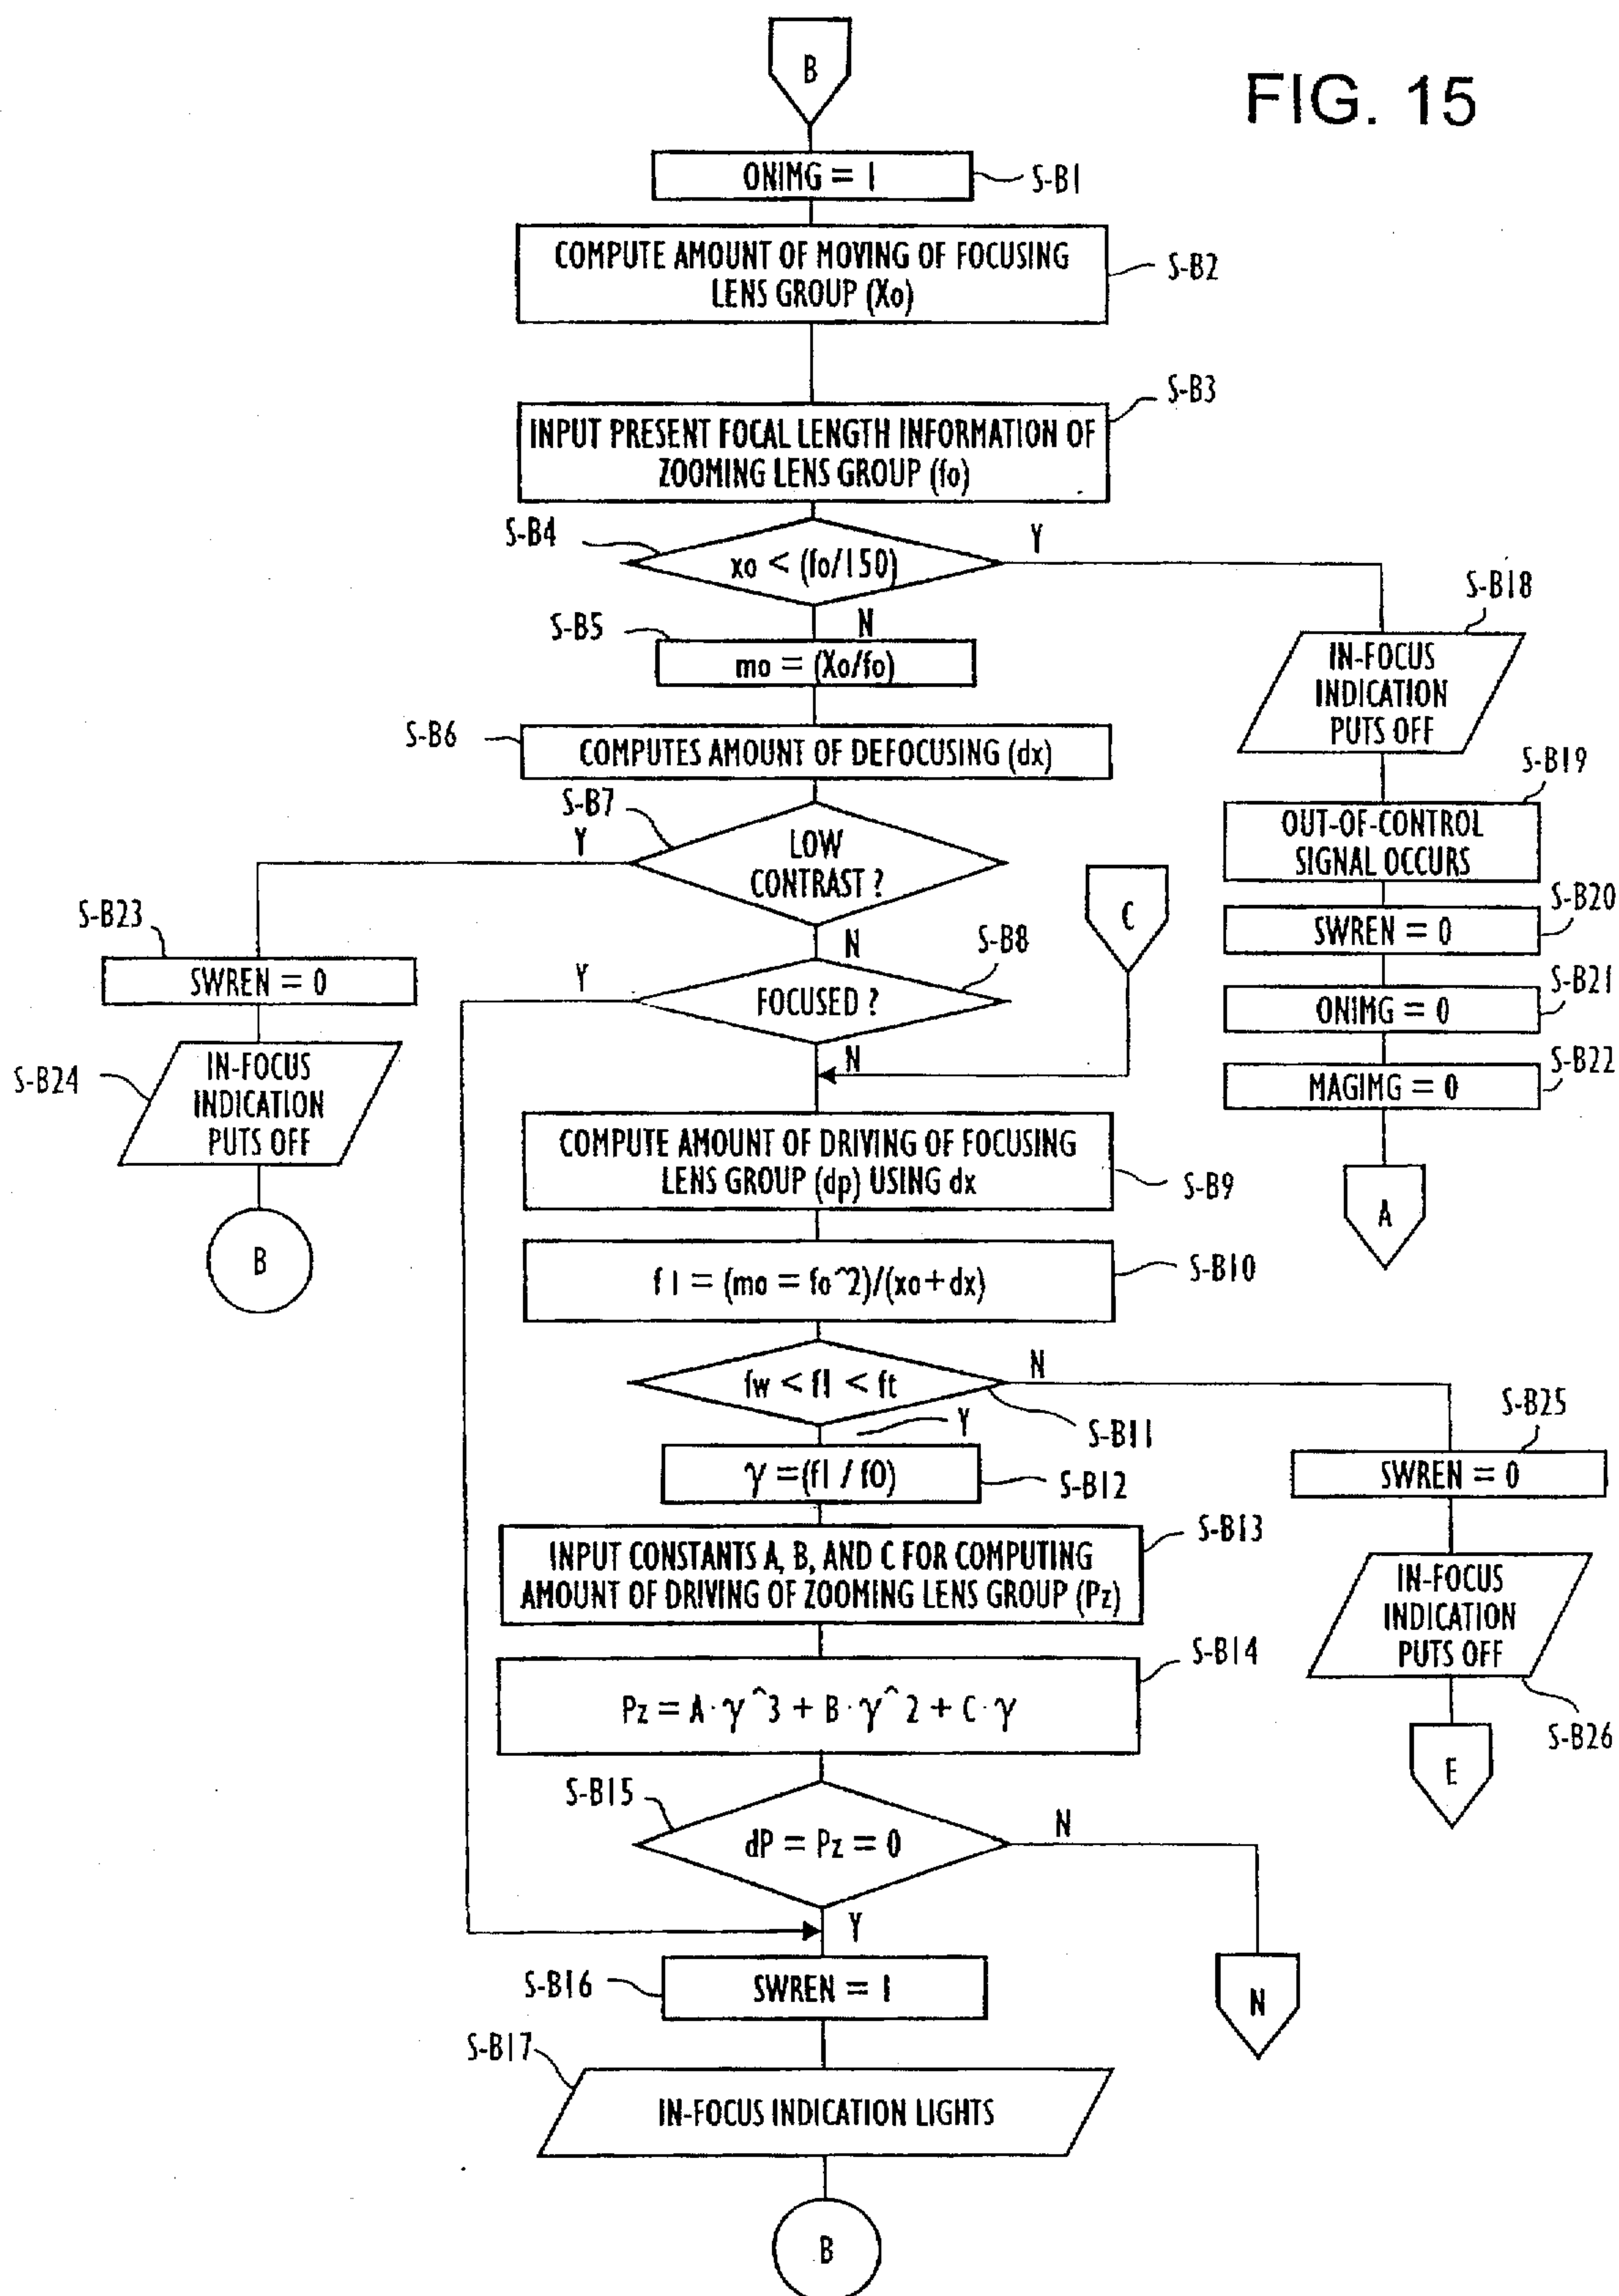 FIG. 15
B
ONIMG = 1
S-B1
COMPUTE AMOUNT OF MOVING OF FOCUSING
LENS GROUP (Xo)
S-B2
S-B3
INPUT PRESENT FOCAL LENGTH INFORMATION OF
ZOOMING LENS GROUP (fo)
S-B4
xo < (fo/150)
Y
N
S-B5
mo = (Xo/fo)
S-B6
COMPUTES AMOUNT OF DEFOCUSING (dx)
S-B7
LOW
CONTRAST ?
Y
N
S-B8
FOCUSED ?
Y
N
C
S-B18
IN-FOCUS
INDICATION
PUTS OFF
S-B19
OUT-OF-CONTROL
SIGNAL OCCURS
S-B20
SWREN = 0
S-B21
ONIMG = 0
S-B22
MAGIMG = 0
A
S-B23
SWREN = 0
S-B24
IN-FOCUS
INDICATION
PUTS OFF
B
COMPUTE AMOUNT OF DRIVING OF FOCUSING
LENS GROUP (dp) USING dx
S-B9
f1 = (mo = fo^2)/(xo+dx)
S-B10
fw < f1 < ft
N
S-B11
Y
γ =(f1 / f0)
S-B12
S-B13
INPUT CONSTANTS A, B, AND C FOR COMPUTING
AMOUNT OF DRIVING OF ZOOMING LENS GROUP (Pz)
S-B14
Pz = A·γ^3 + B·γ^2 + C·γ
S-B15
dP = Pz = 0
N
Y
S-B25
SWREN = 0
IN-FOCUS
INDICATION
PUTS OFF
S-B26
E
N
S-B16
SWREN = 1
S-B17
IN-FOCUS INDICATION LIGHTS
B